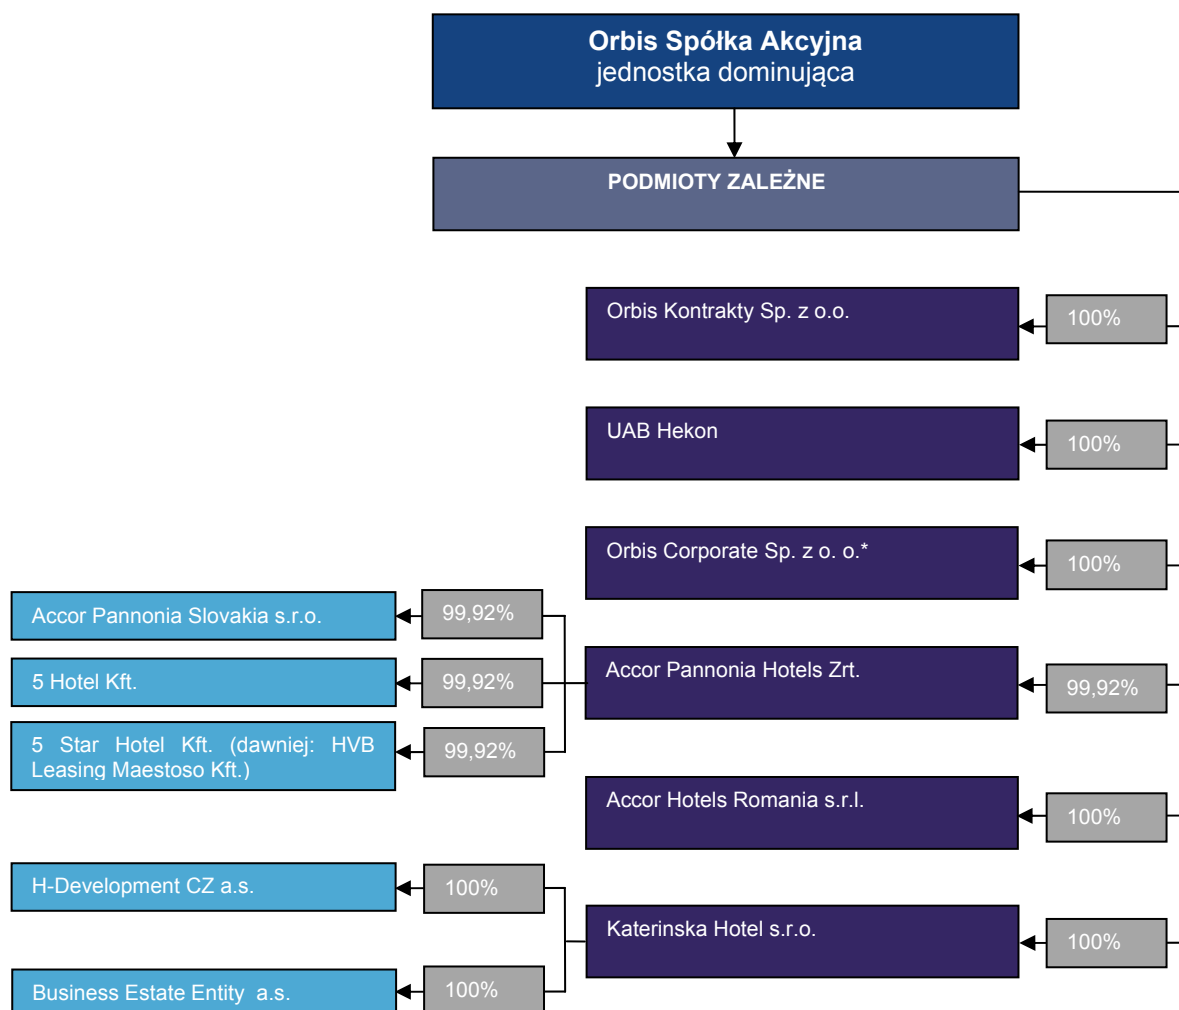 Orbis Spółka Akcyjna
jednostka dominująca
PODMIOTY ZALEŻNE
Orbis Kontrakty Sp. z o.o.
100%
UAB Hekon
100%
Orbis Corporate Sp. z o. o.*
100%
Accor Pannonia Slovakia s.r.o.
99,92%
5 Hotel Kft.
99,92%
Accor Pannonia Hotels Zrt.
99,92%
5 Star Hotel Kft. (dawniej: HVB
Leasing Maestoso Kft.)
99,92%
Accor Hotels Romania s.r.l.
100%
H-Development CZ a.s.
100%
Katerinska Hotel s.r.o.
100%
Business Estate Entity a.s.
100%